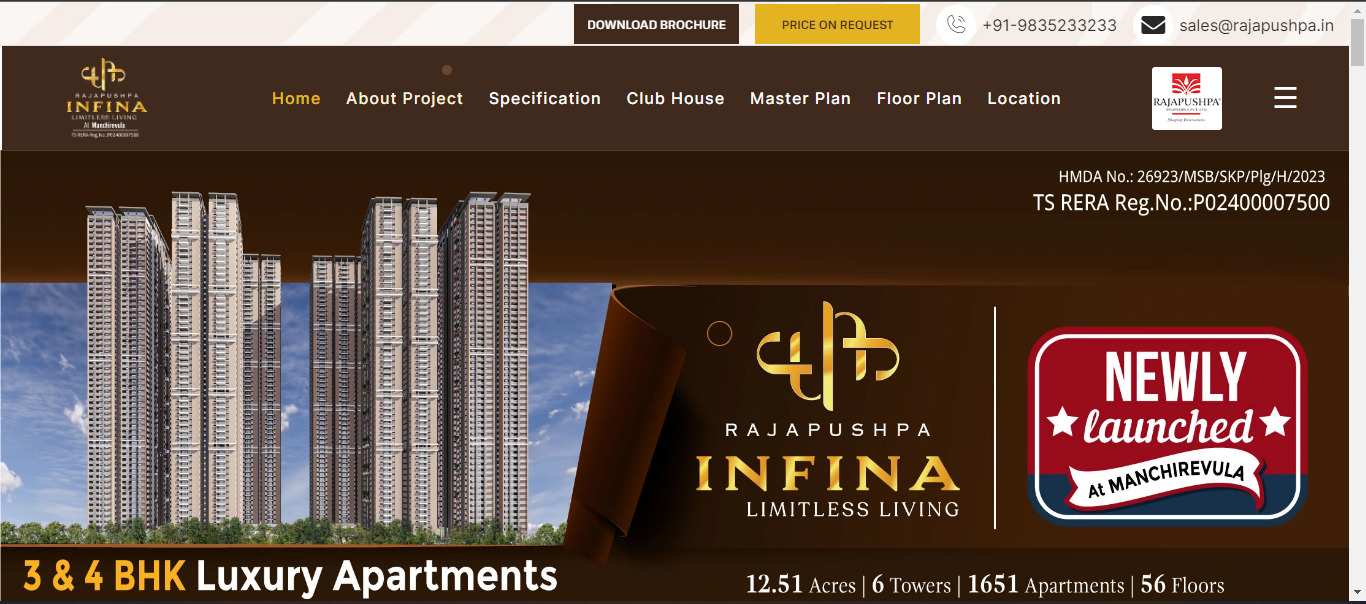 DOWNLOAD BROCHURE
PRICE ON REQUEST
+91-9835233233
sales@rajapushpa.in
RAJAPUSHPA
INFINA
LIMITLESS LIVING
At Manchirevula
TS RERA Reg.No.:P02400007500
Home About Project Specification Club House Master Plan Floor Plan Location
RAJAPUSHPA
HMDA No.: 26923/MSB/SKP/Plg/H/2023
TS RERA Reg.No.:P02400007500
RAJAPUSHPA
INFINA
LIMITLESS LIVING
NEWLY
launched
At MANCHIREVULA
3 & 4 BHK Luxury Apartments
12.51 Acres | 6 Towers | 1651 Apartments | 56 Floors